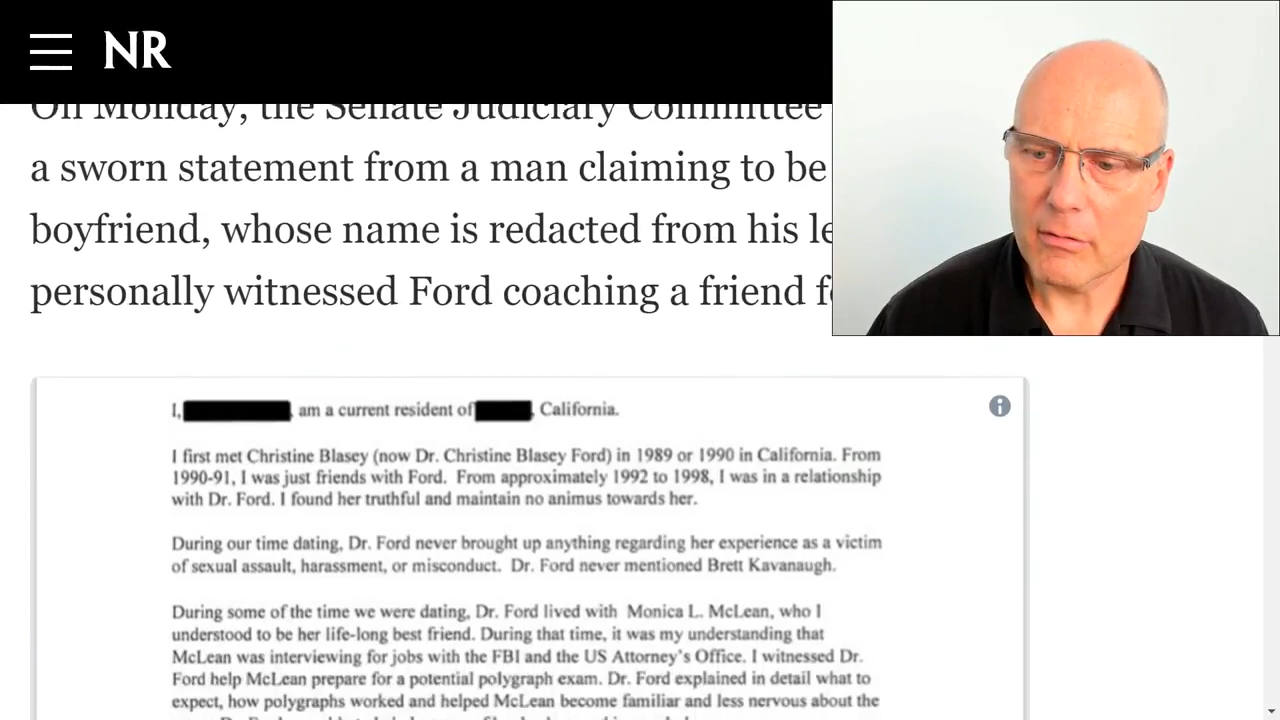 NR
On Monday, the Senate Judiciary Committee
a sworn statement from a man claiming to be
boyfriend, whose name is redacted from his le
personally witnessed Ford coaching a friend f
I, am a current resident of , California.
I first met Christine Blasey (now Dr. Christine Blasey Ford) in 1989 or 1990 in California. From
1990-91, I was just friends with Ford. From approximately 1992 to 1998, I was in a relationship
with Dr. Ford. I found her truthful and maintain no animus towards her.
During our time dating, Dr. Ford never brought up anything regarding her experience as a victim
of sexual assault, harassment, or misconduct. Dr. Ford never mentioned Brett Kavanaugh.
During some of the time we were dating, Dr. Ford lived with Monica L. McLean, who I
understood to be her life-long best friend. During that time, it was my understanding that
McLean was interviewing for jobs with the FBI and the US Attorney's Office. I witnessed Dr.
Ford help McLean prepare for a potential polygraph exam. Dr. Ford explained in detail what to
expect, how polygraphs worked and helped McLean become familiar and less nervous about the